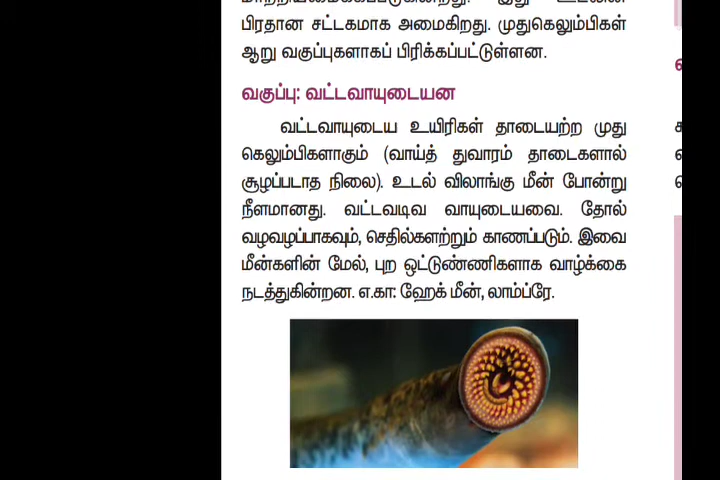 பிரதான சட்டகமாக அமைகிறது. முதுகெலும்பிகள்
ஆறு வகுப்புகளாகப் பிரிக்கப்பட்டுள்ளன.
வகுப்பு: வட்டவாயுடையன
வட்டவாயுடைய உயிரிகள் தாடையற்ற முது
கெலும்பிகளாகும் (வாய்த் துவாரம் தாடைகளால்
சூழப்படாத நிலை). உடல் விலாங்கு மீன் போன்று
நீளமானது. வட்டவடிவ வாயுடையவை. தோல்
வழவழப்பாகவும், செதில்களற்றும் காணப்படும். இவை
மீன்களின் மேல், புற ஒட்டுண்ணிகளாக வாழ்க்கை
நடத்துகின்றன. எ.கா: ஹேக் மீன், லாம்ப்ரே.